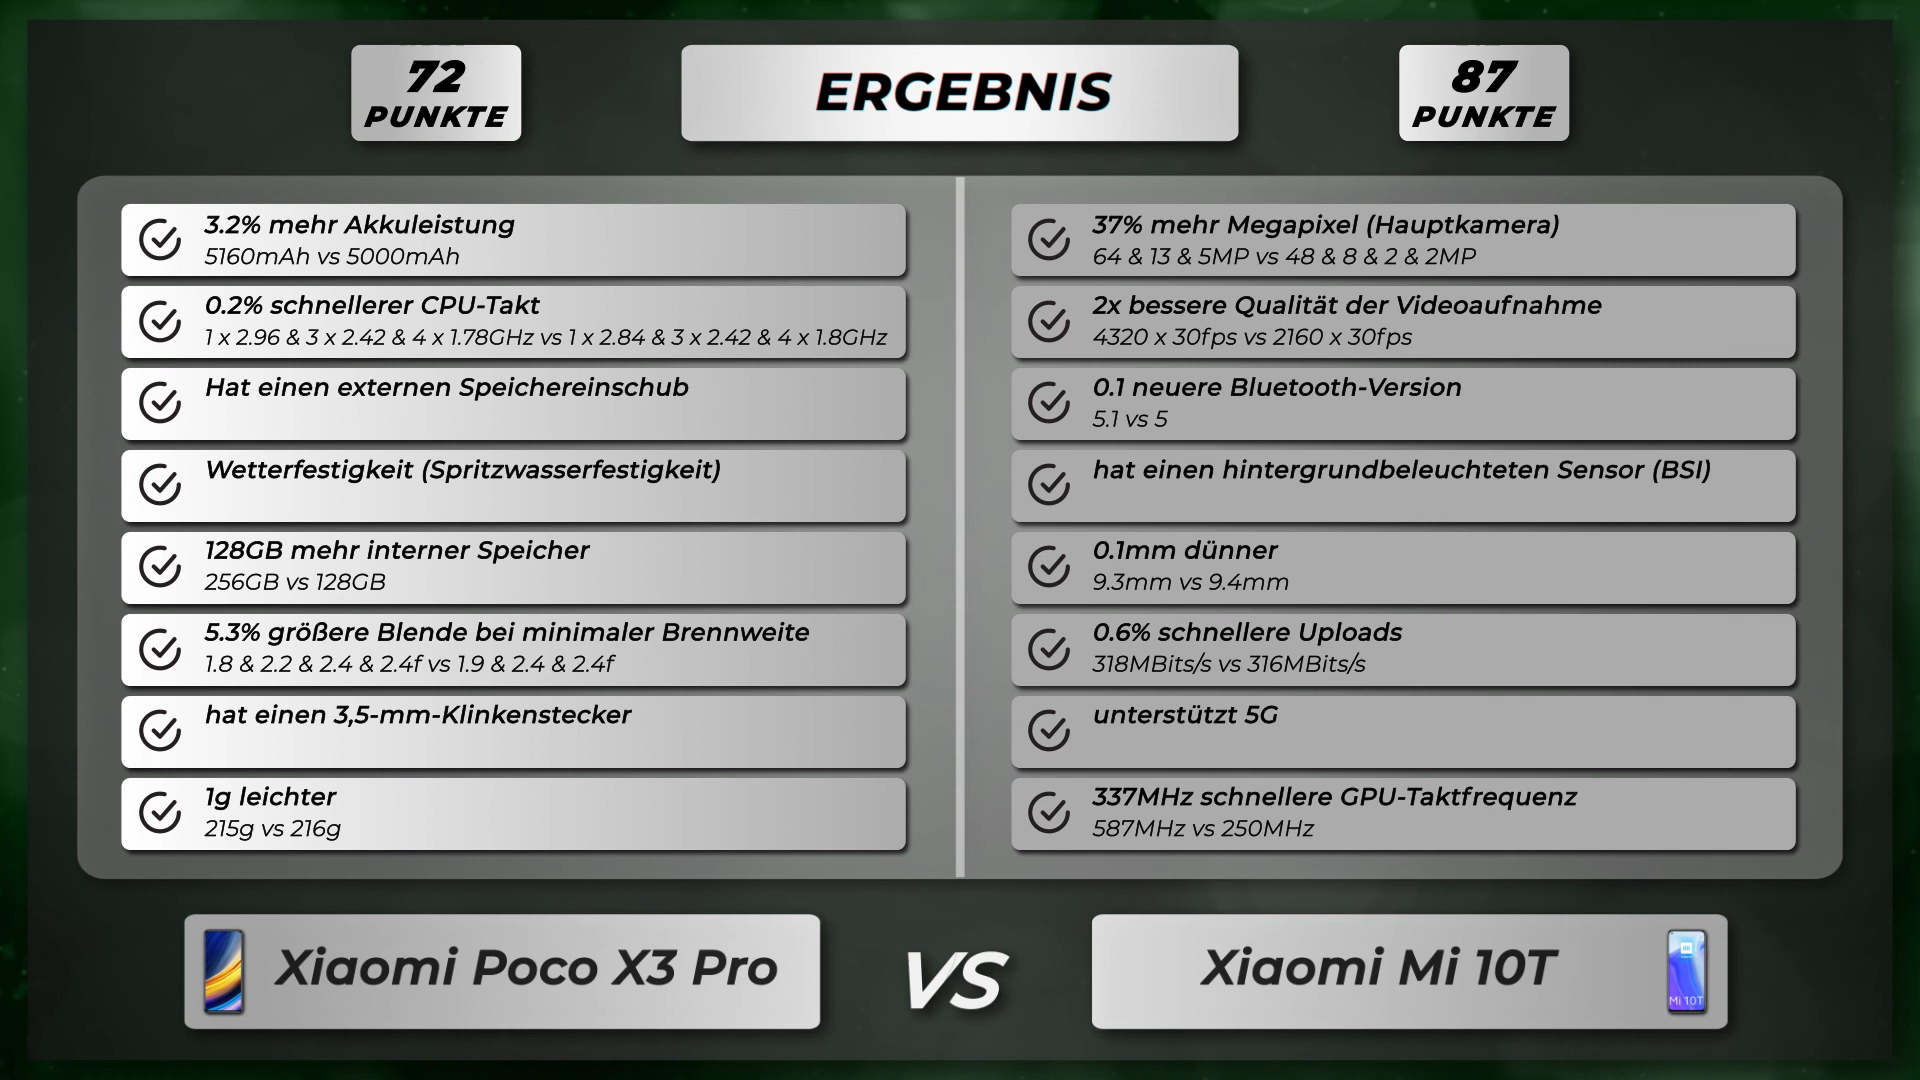 72
PUNKTE
ERGEBNIS
87
PUNKTE
3.2% mehr Akkuleistung
5160mAh vs 5000mAh
0.2% schnellerer CPU-Takt
1 x 2.96 & 3 x 2.42 & 4 x 1.78GHz vs 1 x 2.84 & 3 x 2.42 & 4 x 1.8GHz
Hat einen externen Speichereinschub
Wetterfestigkeit (Spritzwasserfestigkeit)
128GB mehr interner Speicher
256GB vs 128GB
5.3% größere Blende bei minimaler Brennweite
1.8 & 2.2 & 2.4 & 2.4f vs 1.9 & 2.4 & 2.4f
hat einen 3,5-mm-Klinkenstecker
1g leichter
215g vs 216g
37% mehr Megapixel (Hauptkamera)
64 & 13 & 5MP vs 48 & 8 & 2 & 2MP
2x bessere Qualität der Videoaufnahme
4320 x 30fps vs 2160 x 30fps
0.1 neuere Bluetooth-Version
5.1 vs 5
hat einen hintergrundbeleuchteten Sensor (BSI)
0.1mm dünner
9.3mm vs 9.4mm
0.6% schnellere Uploads
318MBits/s vs 316MBits/s
unterstützt 5G
337MHz schnellere GPU-Taktfrequenz
587MHz vs 250MHz
Xiaomi Poco X3 Pro
VS
Xiaomi Mi 10T
Mi 10T